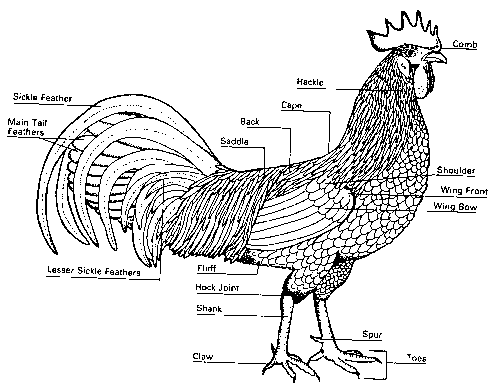 Comb
Hackle
Sickle Feather
Cape
Main Tail
Feathers
Back
Saddle
Shoulder
Wing Front
Wing Bow
Lesser Sickle Feathers
Fluff
Hock Joint
Shank
Spur
Claw
Toes